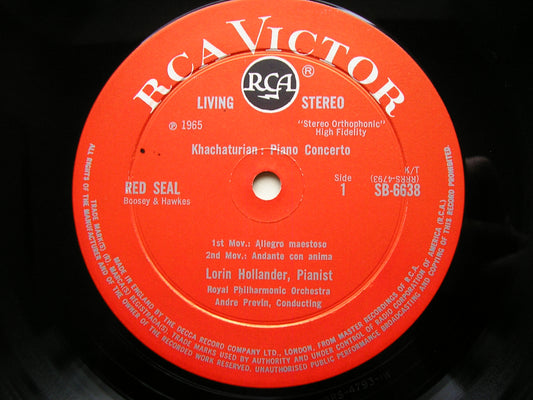 RCA VICTOR
RCA
®
LIVING STEREO
℗ 1965
"Stereo Orthophonic"
High Fidelity
Khachaturian: Piano Concerto
RED SEAL
Boosey & Hawkes
Side
1
T/K
(RRRS-4793)
SB-6638
1st Mov.: Allegro maestoso
2nd Mov.: Andante con anima
Lorin Hollander, Pianist
Royal Philharmonic Orchestra
Andre Previn, Conducting
ALL RIGHTS OF THE MANUFACTURER AND OF THE OWNER OF THE RECORDED WORK RESERVED. UNAUTHORISED PUBLIC PERFORMANCE BROADCASTING AND COPYING OF THIS RECORD PROHIBITED.
TRADE MARK(S) (R) MARCA(S) REGISTRADA(S) TRADE MARKS USED BY AUTHORITY AND UNDER CONTROL OF RADIO CORPORATION OF AMERICA (R.C.A.)
MADE IN ENGLAND BY THE DECCA RECORD COMPANY LTD., LONDON, FROM MASTER RECORDINGS OF R.C.A.